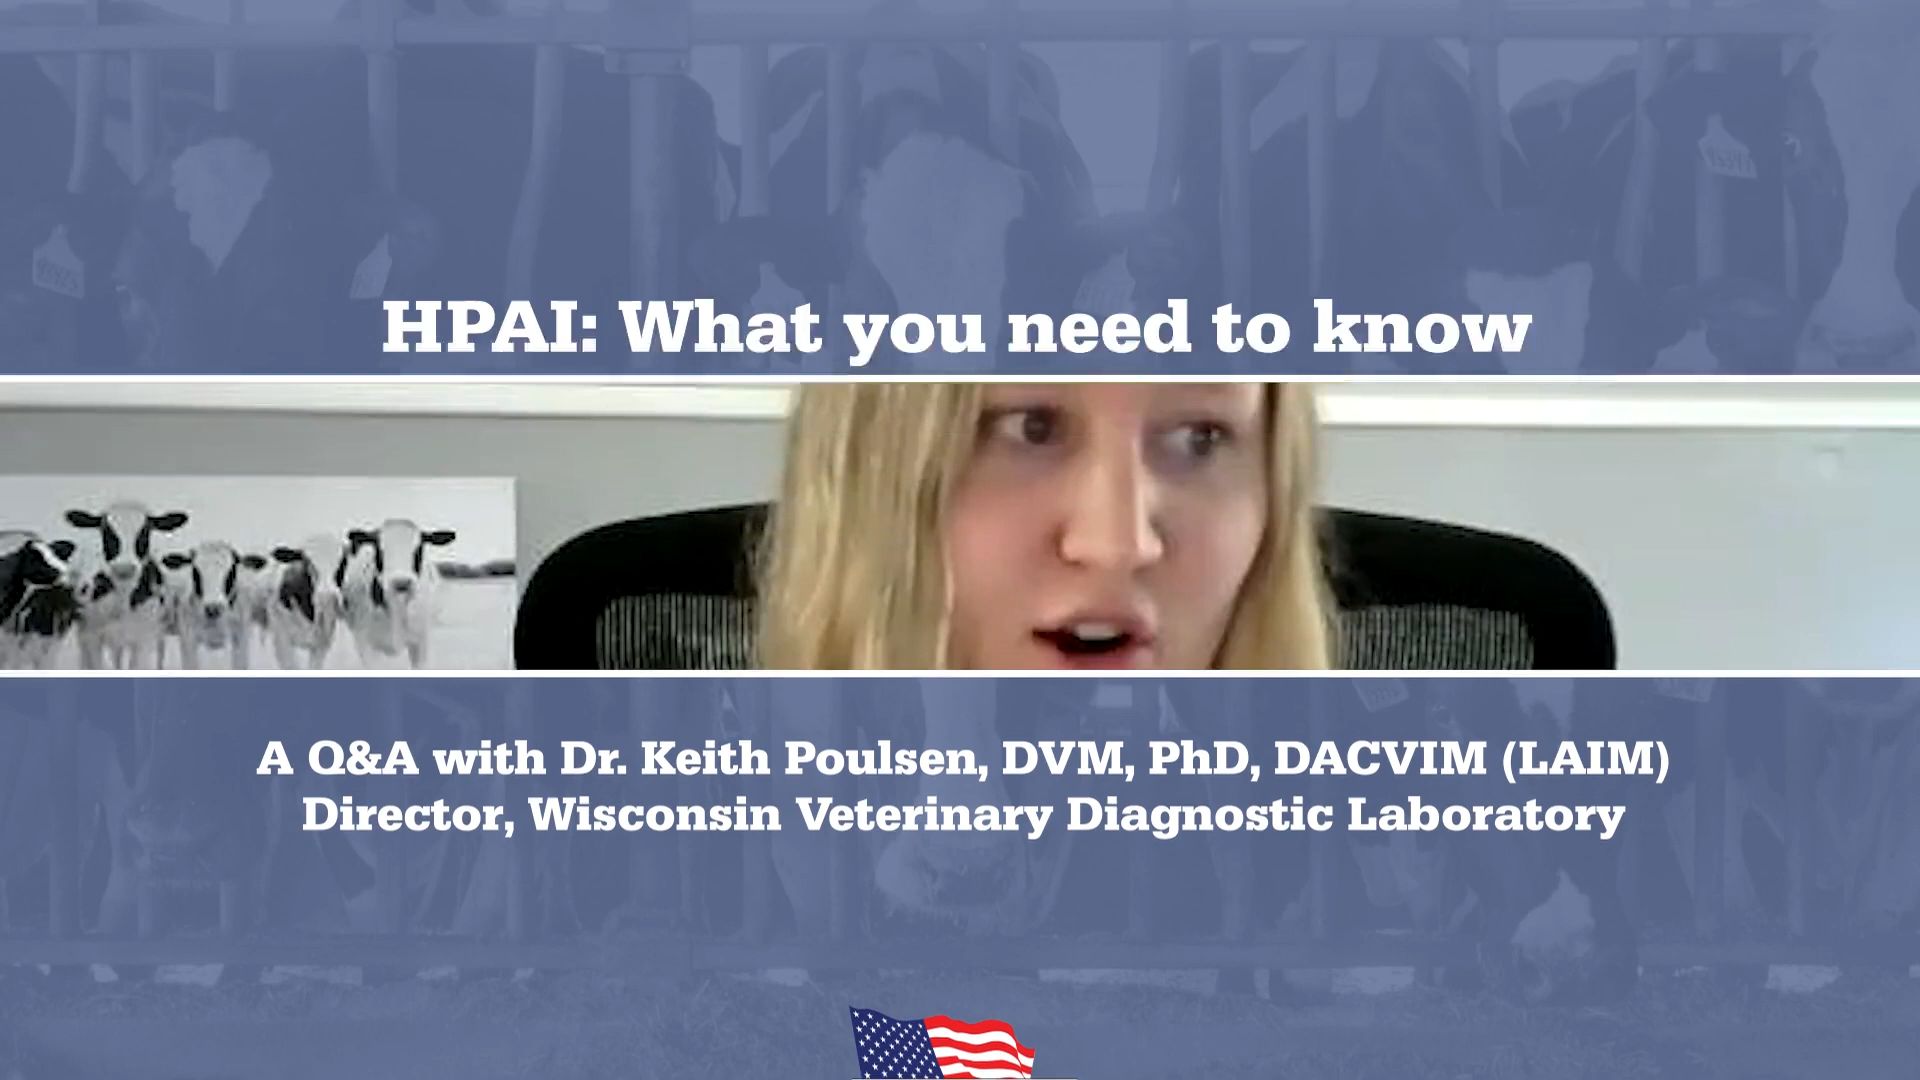 HPAI: What you need to know
A Q&A with Dr. Keith Poulsen, DVM, PhD, DACVIM (LAIM)
Director, Wisconsin Veterinary Diagnostic Laboratory